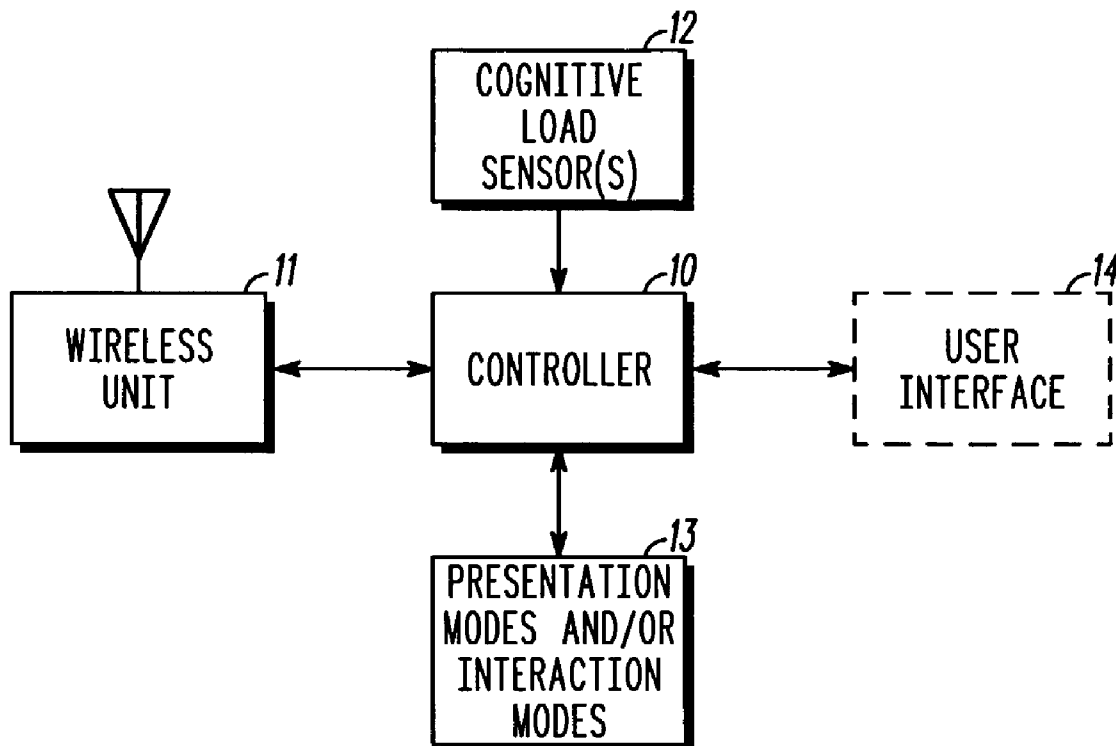 12
COGNITIVE
LOAD
SENSOR(S)
11
WIRELESS
UNIT
10
CONTROLLER
14
USER
INTERFACE
13
PRESENTATION
MODES AND/OR
INTERACTION
MODES